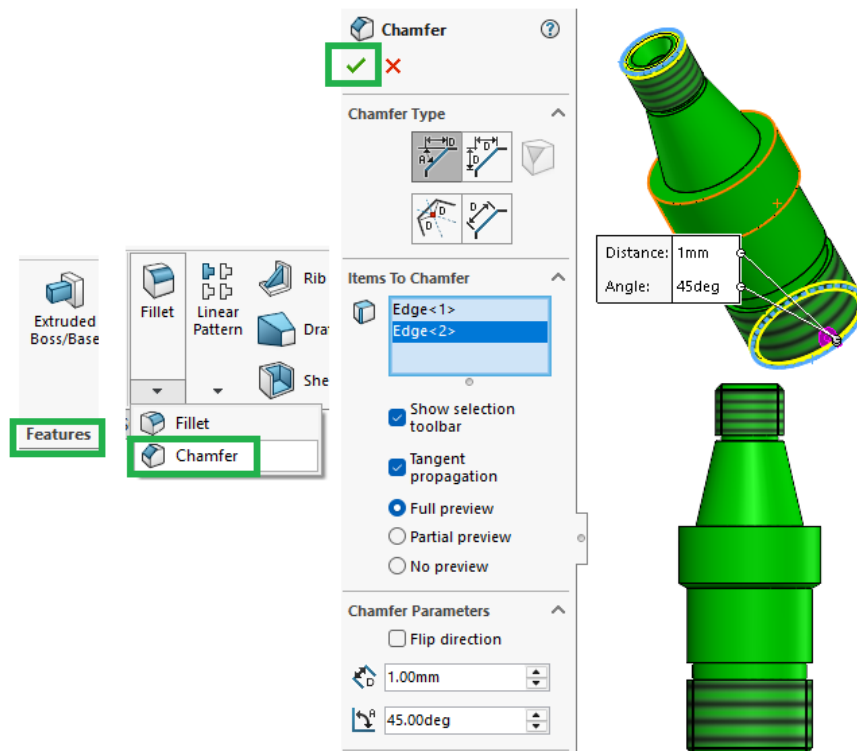 Extruded
Boss/Base
Features
Fillet
Linear
Pattern
Rib
Fillet
Chamfer
Chamfer
Chamfer Type
D
A
D
D
D
D
Items To Chamfer
Edge<1>
Edge<2>
Show selection
toolbar
Tangent
propagation
Full preview
Partial preview
No preview
Chamfer Parameters
Flip direction
D
1.00mm
A
45.00deg
Distance: 1mm
Angle: 45deg